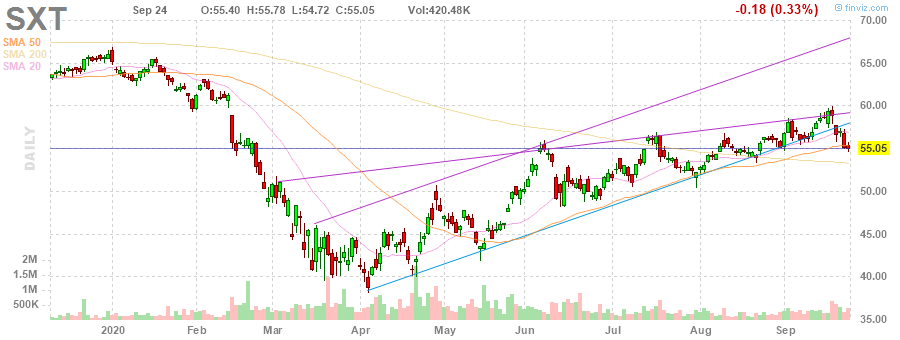 SXT Sep 24 O:55.40 H:55.78 L:54.72 C:55.05 Vol:420.48K -0.18 (0.33%) © finviz.com
SMA 50
SMA 200
SMA 20
DAILY
70.00
65.00
60.00
55.05
50.00
45.00
40.00
35.00
2M
1.5M
1M
500K
2020 Feb Mar Apr May Jun Jul Aug Sep